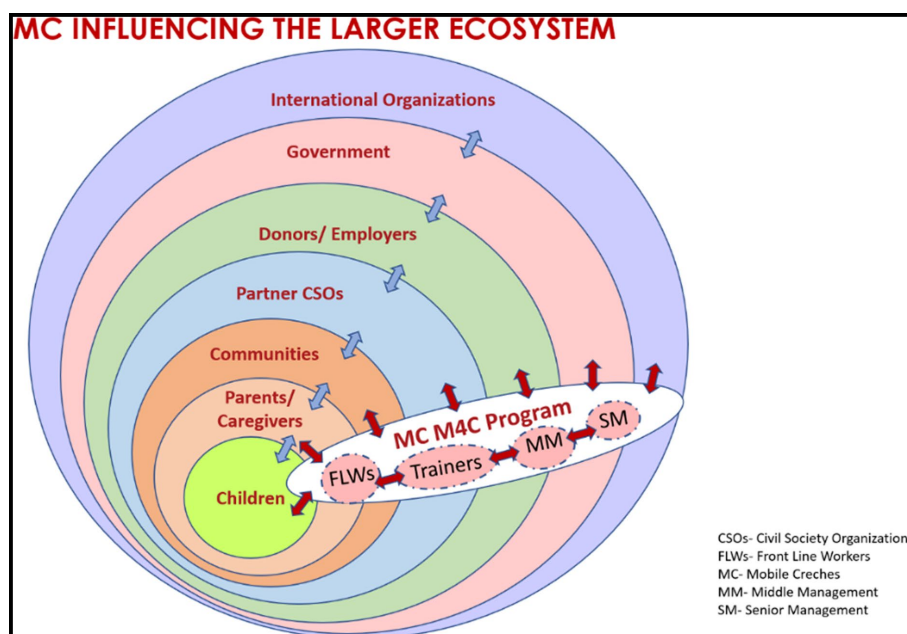 MC INFLUENCING THE LARGER ECOSYSTEM
International Organizations
Government
Donors/ Employers
Partner CSOs
Communities
Parents/
Caregivers
Children
MC M4C Program
FLWs
Trainers
MM
SM
CSOs- Civil Society Organization
FLWs- Front Line Workers
MC- Mobile Creches
MM- Middle Management
SM- Senior Management